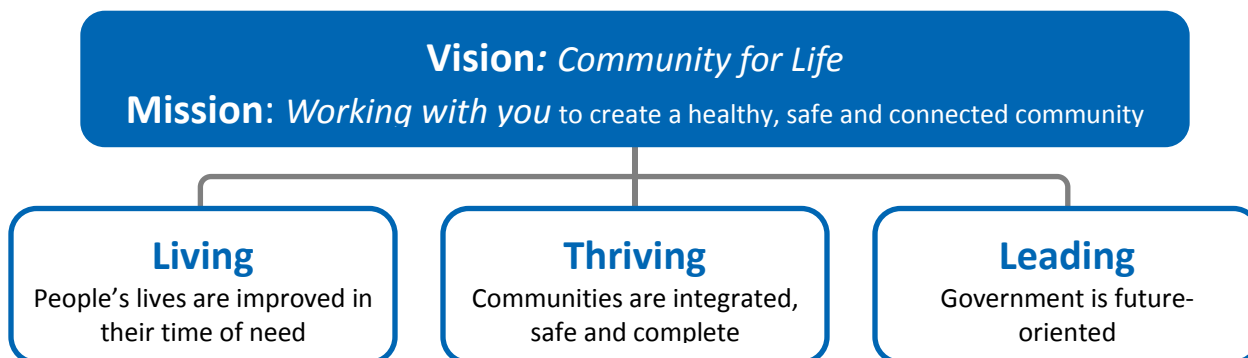 Vision: Community for Life
Mission: Working with you to create a healthy, safe and connected community
Living
People’s lives are improved in
their time of need
Thriving
Communities are integrated,
safe and complete
Leading
Government is future-
oriented